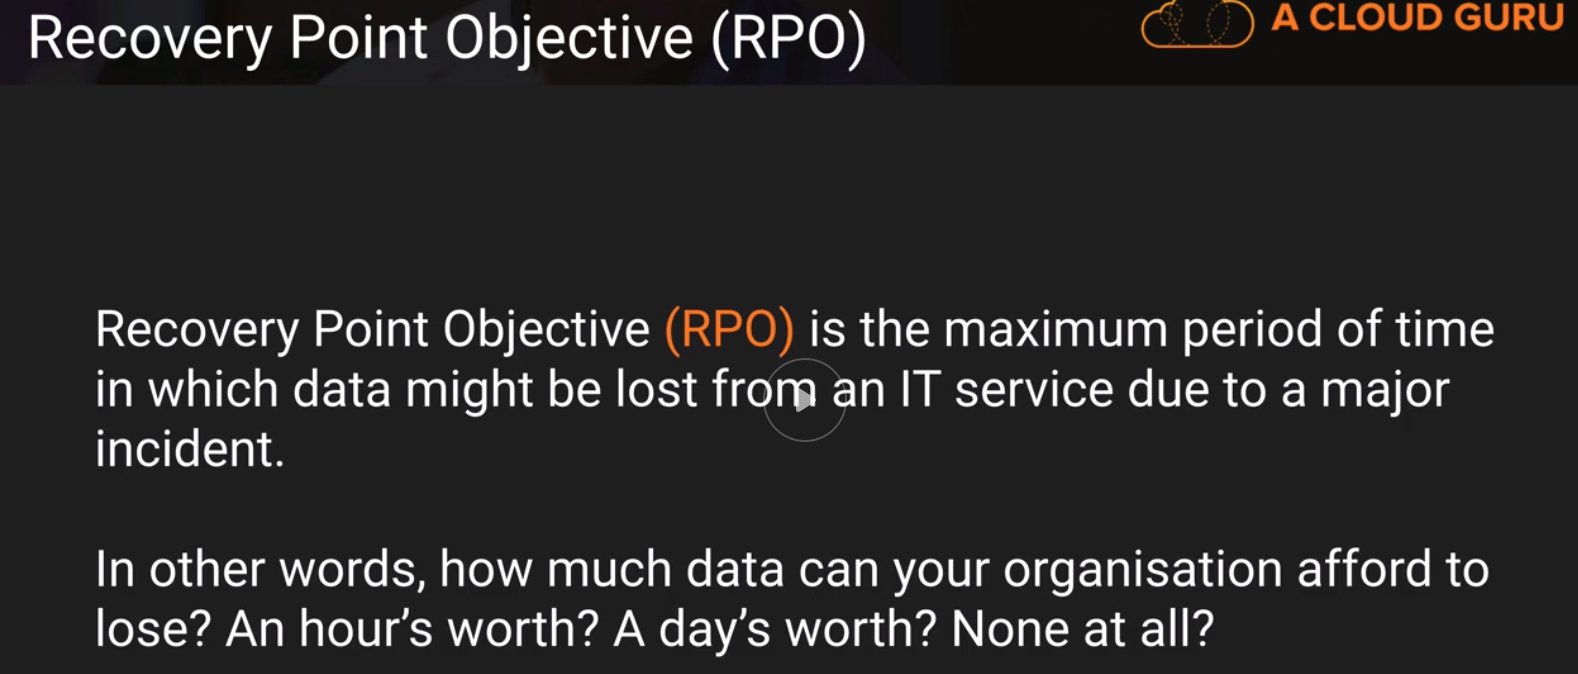 Recovery Point Objective (RPO)
A CLOUD GURU
Recovery Point Objective (RPO) is the maximum period of time
in which data might be lost from an IT service due to a major
incident.
In other words, how much data can your organisation afford to
lose? An hour’s worth? A day’s worth? None at all?